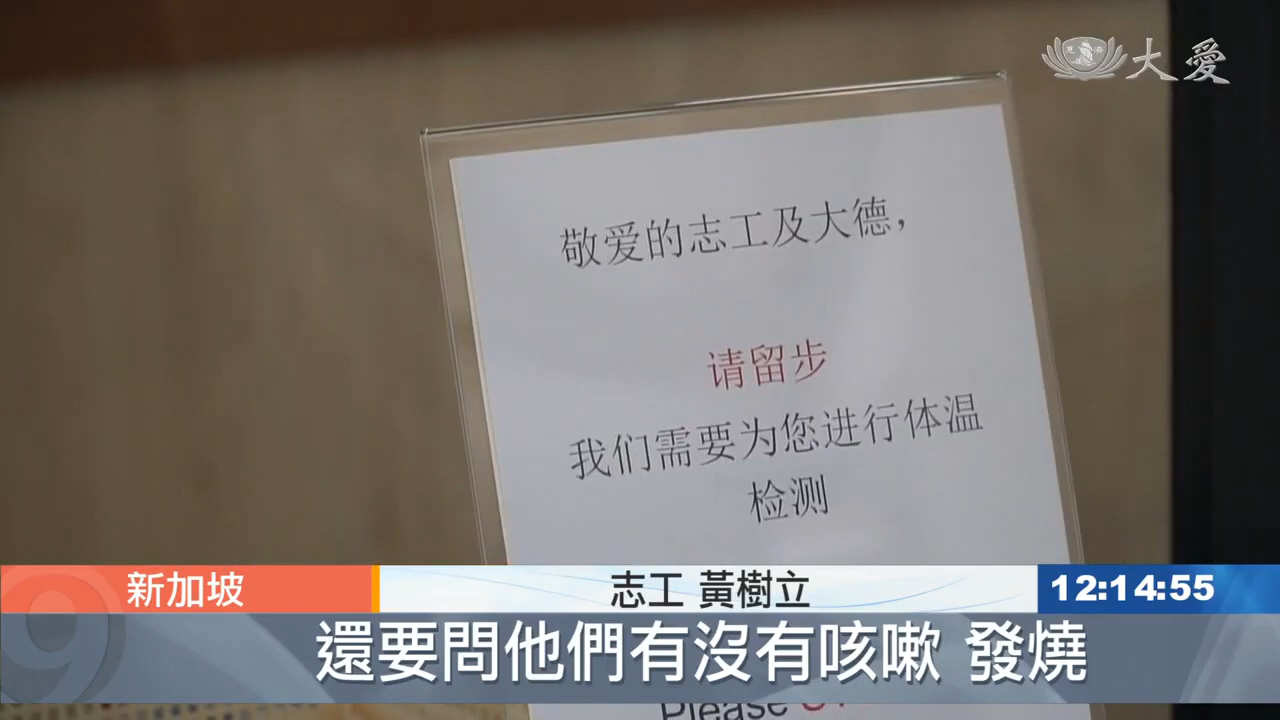 大愛
敬爱的志工及大德，
请留步
我们需要为您进行体温
检测
新加坡
志工 黃樹立
12:14:55
還要問他們有沒有咳嗽 發燒
Please